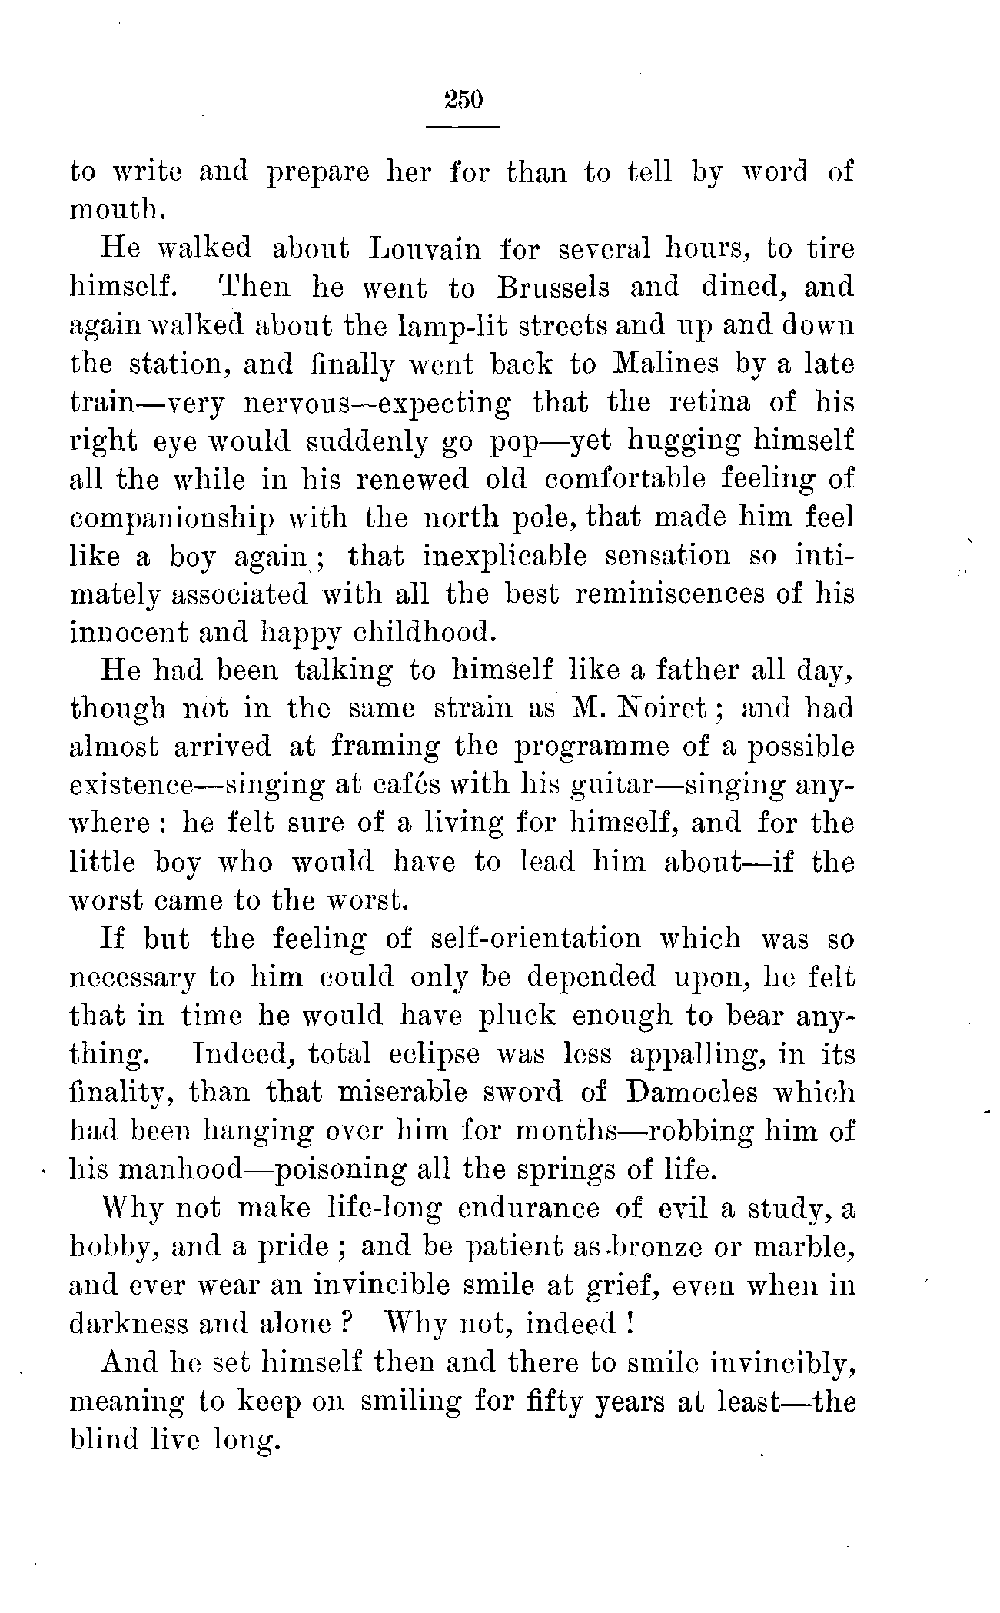 250
to write and prepare her for than to tell by word of
mouth.
He walked about Louvain for several hours, to tire
himself. Then he went to Brussels and dined, and
again walked about the lamp-lit streets and up and down
the station, and finally went back to Malines by a late
train—very nervous—expecting that the retina of his
right eye would suddenly go pop—yet hugging himself
all the while in his renewed old comfortable feeling of
companionship with the north pole, that made him feel
like a boy again ; that inexplicable sensation so inti-
mately associated with all the best reminiscences of his
innocent and happy childhood.
He had been talking to himself like a father all day,
though not in the same strain as M. Noiret ; and had
almost arrived at framing the programme of a possible
existence—singing at cafés with his guitar—singing any-
where : he felt sure of a living for himself, and for the
little boy who would have to lead him about—if the
worst came to the worst.
If but the feeling of self-orientation which was so
necessary to him could only be depended upon, he felt
that in time he would have pluck enough to bear any-
thing. Indeed, total eclipse was less appalling, in its
finality, than that miserable sword of Damocles which
had been hanging over him for months—robbing him of
his manhood—poisoning all the springs of life.
Why not make life-long endurance of evil a study, a
hobby, and a pride ; and be patient as bronze or marble,
and ever wear an invincible smile at grief, even when in
darkness and alone ? Why not, indeed !
And he set himself then and there to smile invincibly,
meaning to keep on smiling for fifty years at least—the
blind live long.